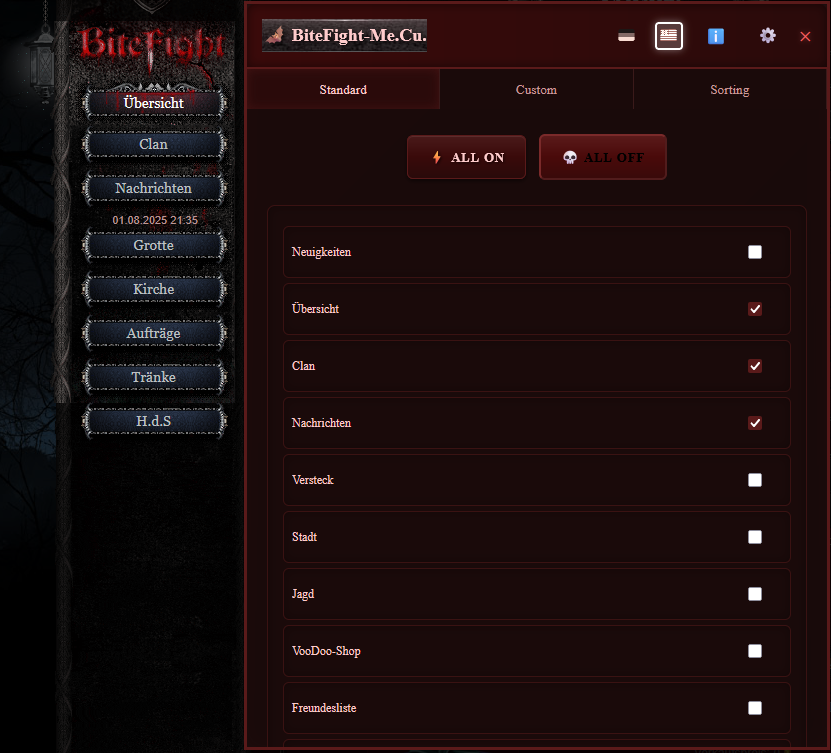 BiteFight
Übersicht
Clan
Nachrichten
01.08.2025 21:35
Grotte
Kirche
Aufträge
Tränke
H.d.S
BiteFight-Me.Cu.
Standard
Custom
Sorting
ALL ON
ALL OFF
Neuigkeiten
Übersicht
Clan
Nachrichten
Versteck
Stadt
Jagd
VooDoo-Shop
Freundesliste